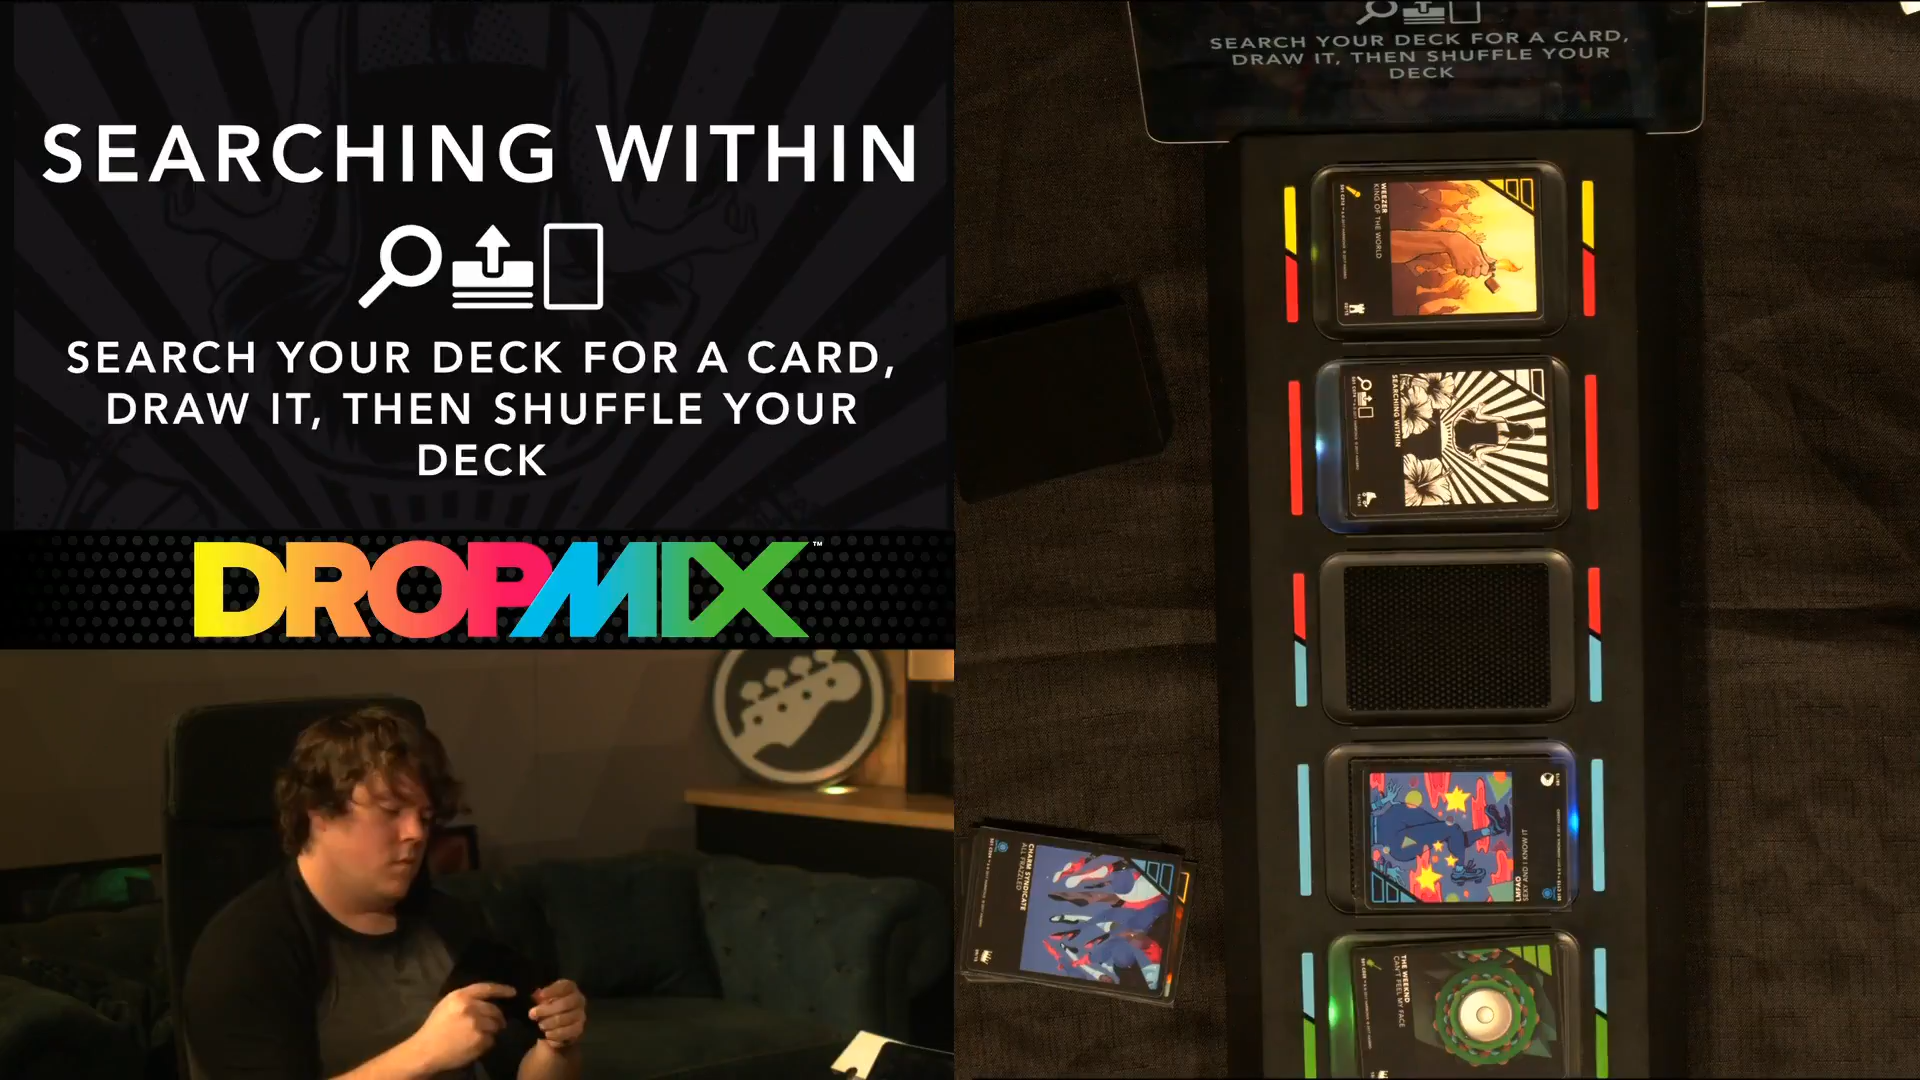 SEARCHING WITHIN
SEARCH YOUR DECK FOR A CARD,
DRAW IT, THEN SHUFFLE YOUR
DECK
DROPMIX™
SEARCH YOUR DECK FOR A CARD,
DRAW IT, THEN SHUFFLE YOUR
DECK
WEEZER
KING OF THE WORLD
SEARCHING WITHIN
LMFAO
SEXY AND I KNOW IT
THE WEEKND
CAN'T FEEL MY FACE
CHARM SYNDICATE
ALL FRAZZLED